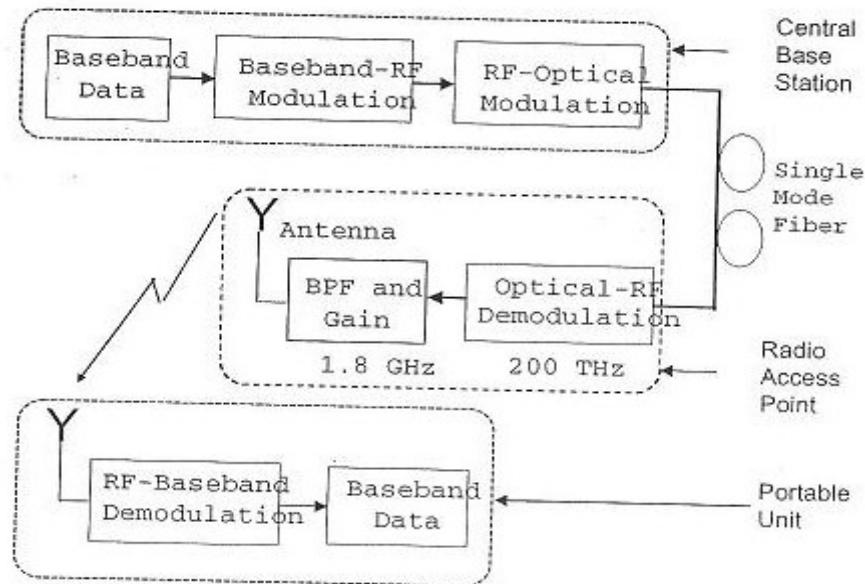 Baseband
Data
Baseband-RF
Modulation
RF-Optical
Modulation
Central
Base
Station
Single
Mode
Fiber
Antenna
BPF and
Gain
Optical-RF
Demodulation
1.8 GHz
200 THz
Radio
Access
Point
RF-Baseband
Demodulation
Baseband
Data
Portable
Unit